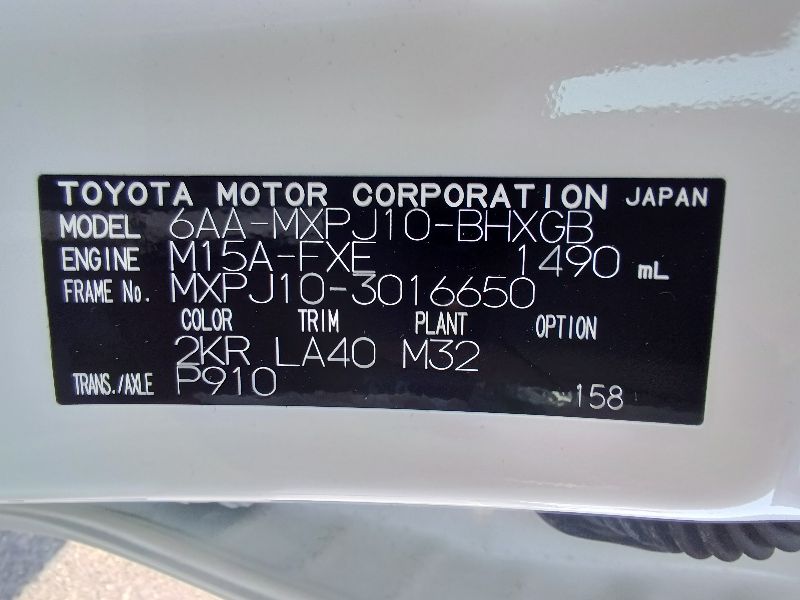 TOYOTA MOTOR CORPORATION JAPAN
MODEL 6AA-MXPJ10-BHXGB
ENGINE M15A-FXE 1490 mL
FRAME No. MXPJ10-3016650
COLOR TRIM PLANT OPTION
2KR LA40 M32
TRANS./AXLE P910 -158